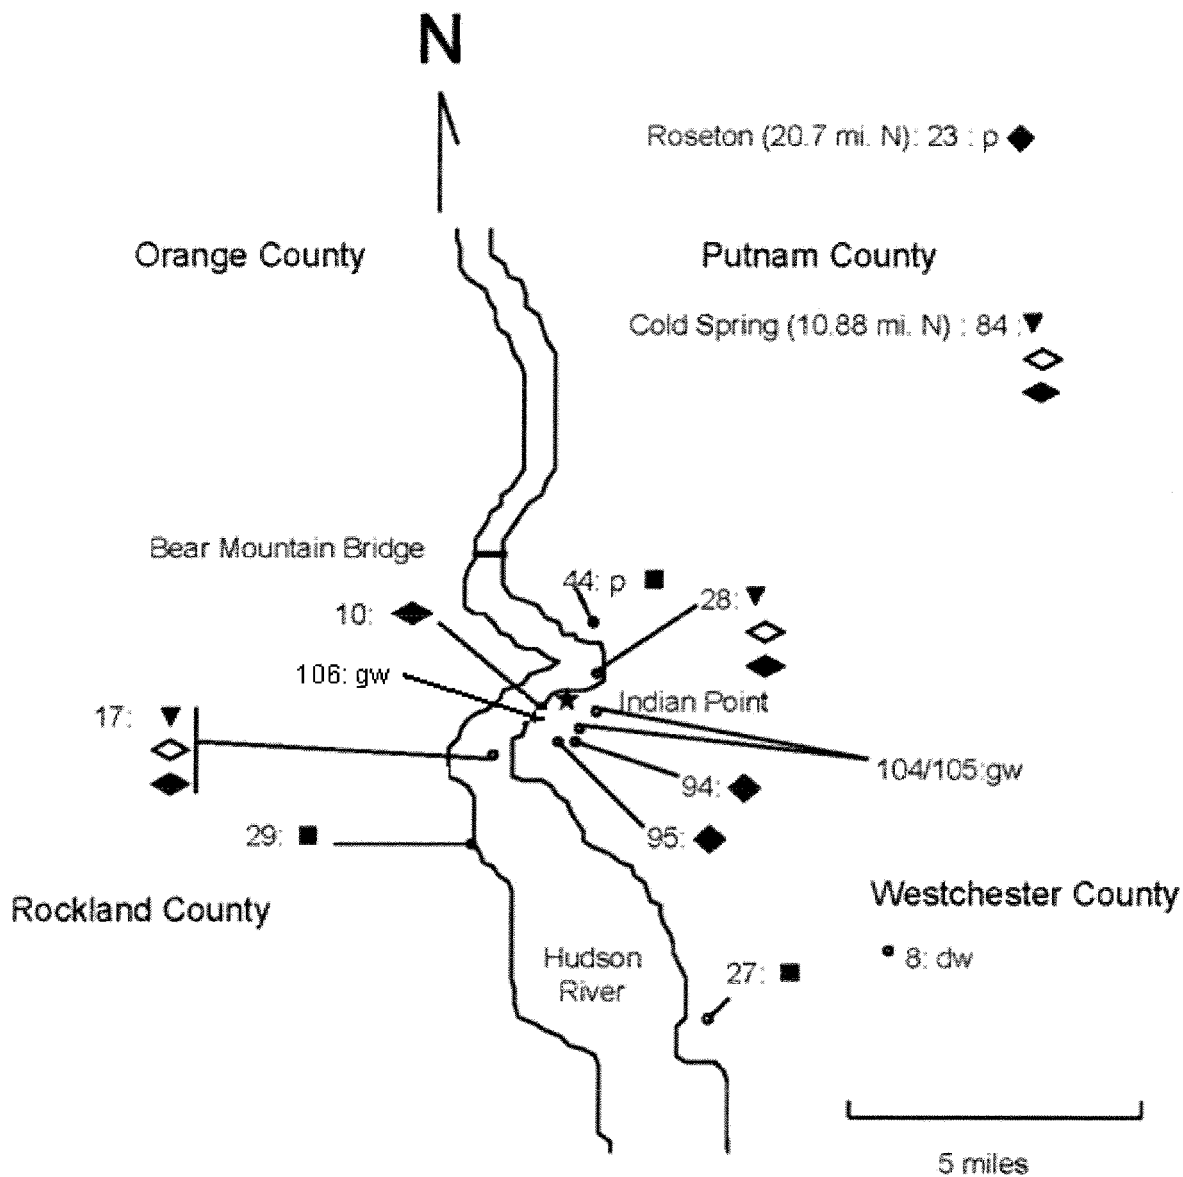 N
Roseton (20.7 mi. N): 23 : p
Orange County
Putnam County
Cold Spring (10.88 mi. N) : 84 :
Bear Mountain Bridge
44: p
28:
10:
106: gw
Indian Point
17:
104/105:gw
94:
29:
95:
Westchester County
Rockland County
8: dw
Hudson
River
27:
5 miles